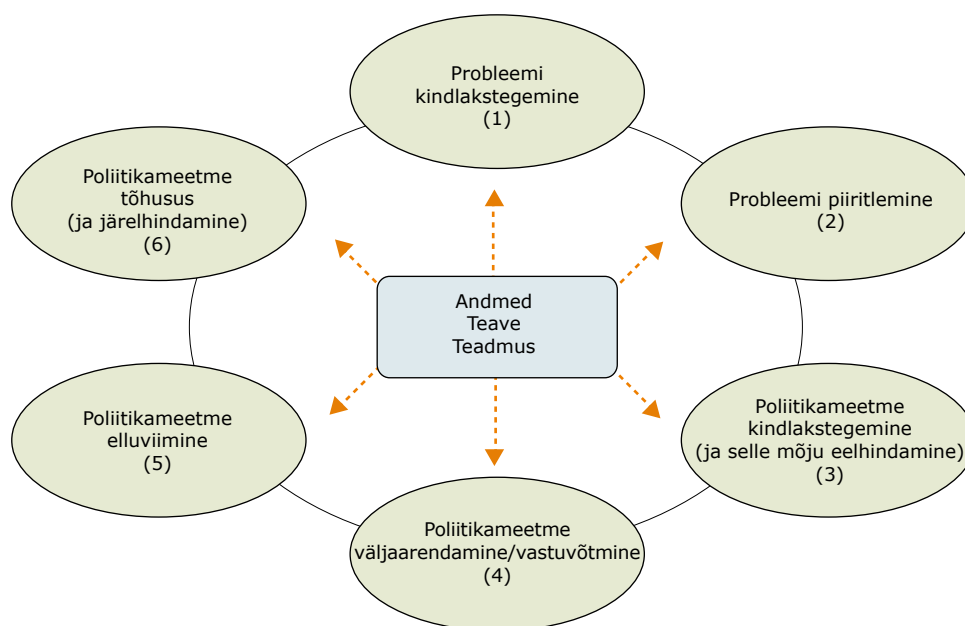 Probleemi
kindlakstegemine
(1)
Probleemi piiritlemine
(2)
Poliitikameetme
kindlakstegemine
(ja selle mõju eelhindamine)
(3)
Poliitikameetme
väljaarendamine/vastuvõtmine
(4)
Poliitikameetme
elluviimine
(5)
Poliitikameetme
tõhusus
(ja järelhindamine)
(6)
Andmed
Teave
Teadmus